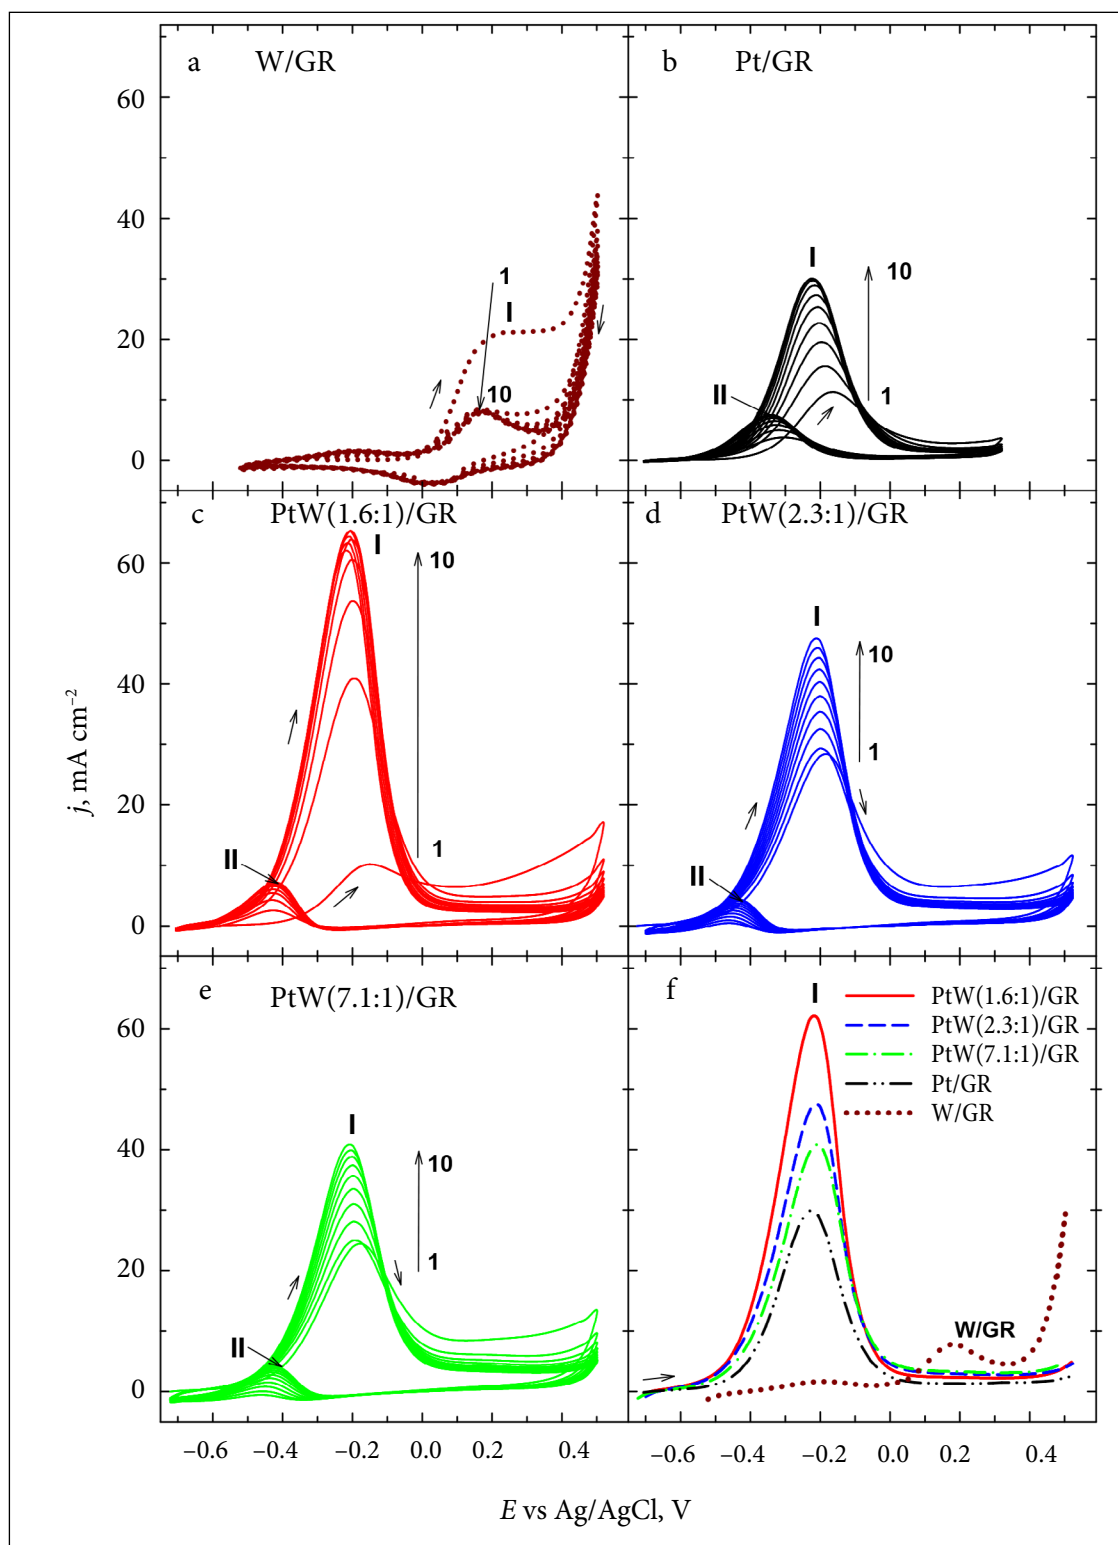 a W/GR
b Pt/GR
60
40
20
0
1
I
10
I
10
1
II
c PtW(1.6:1)/GR
d PtW(2.3:1)/GR
60
40
20
0
I
10
1
II
I
10
1
II
j, mA cm–2
e PtW(7.1:1)/GR
f
60
40
20
0
I
10
1
II
I
PtW(1.6:1)/GR
PtW(2.3:1)/GR
PtW(7.1:1)/GR
Pt/GR
W/GR
W/GR
–0.6 –0.4 –0.2 0.0 0.2 0.4
–0.6 –0.4 –0.2 0.0 0.2 0.4
E vs Ag/AgCl, V